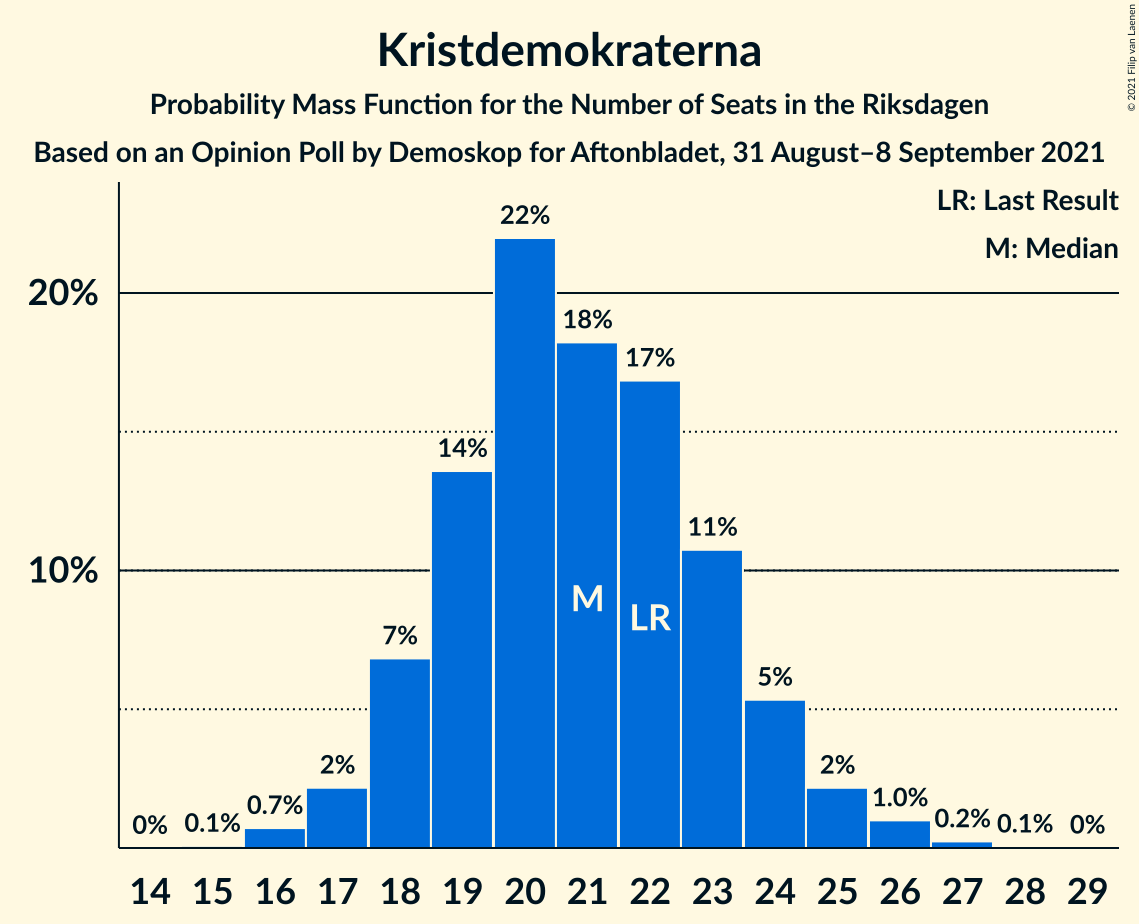 Kristdemokraterna
Probability Mass Function for the Number of Seats in the Riksdagen
Based on an Opinion Poll by Demoskop for Aftonbladet, 31 August–8 September 2021
© 2021 Filip van Laenen
LR: Last Result
M: Median
20%
10%
0%
0.1%
0.7%
2%
7%
14%
22%
18%
17%
11%
5%
2%
1.0%
0.2%
0.1%
0%
M
LR
14 15 16 17 18 19 20 21 22 23 24 25 26 27 28 29